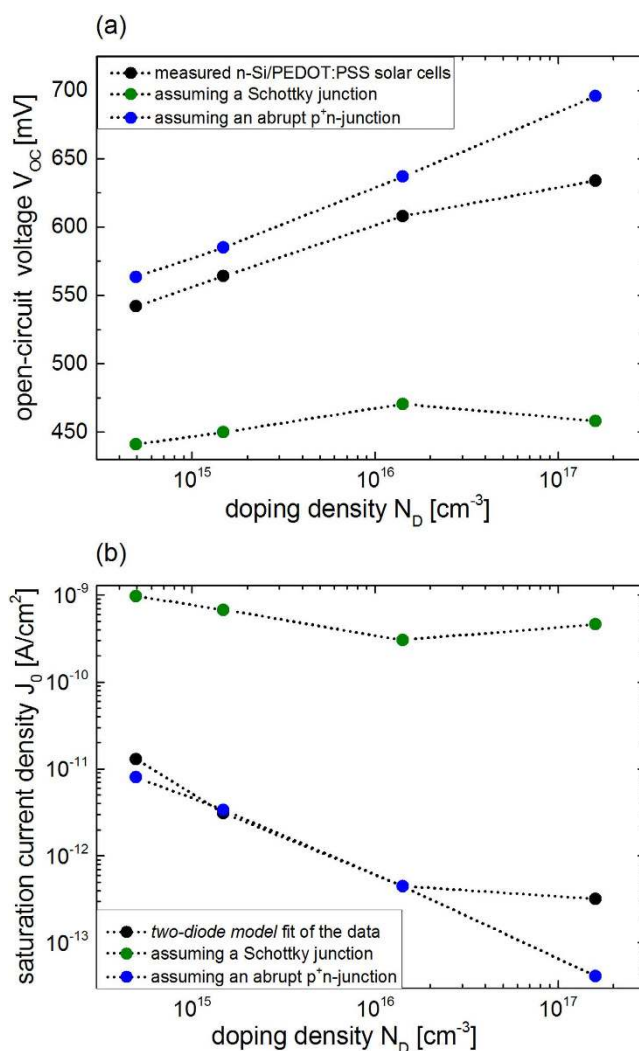 (a)
measured n-Si/PEDOT:PSS solar cells
assuming a Schottky junction
assuming an abrupt p⁺n-junction
700
650
600
550
500
450
open-circuit voltage V_OC [mV]
10¹⁵ 10¹⁶ 10¹⁷
doping density N_D [cm⁻³]
(b)
10⁻⁹
10⁻¹⁰
10⁻¹¹
10⁻¹²
10⁻¹³
saturation current density J₀ [A/cm²]
two-diode model fit of the data
assuming a Schottky junction
assuming an abrupt p⁺n-junction
10¹⁵ 10¹⁶ 10¹⁷
doping density N_D [cm⁻³]